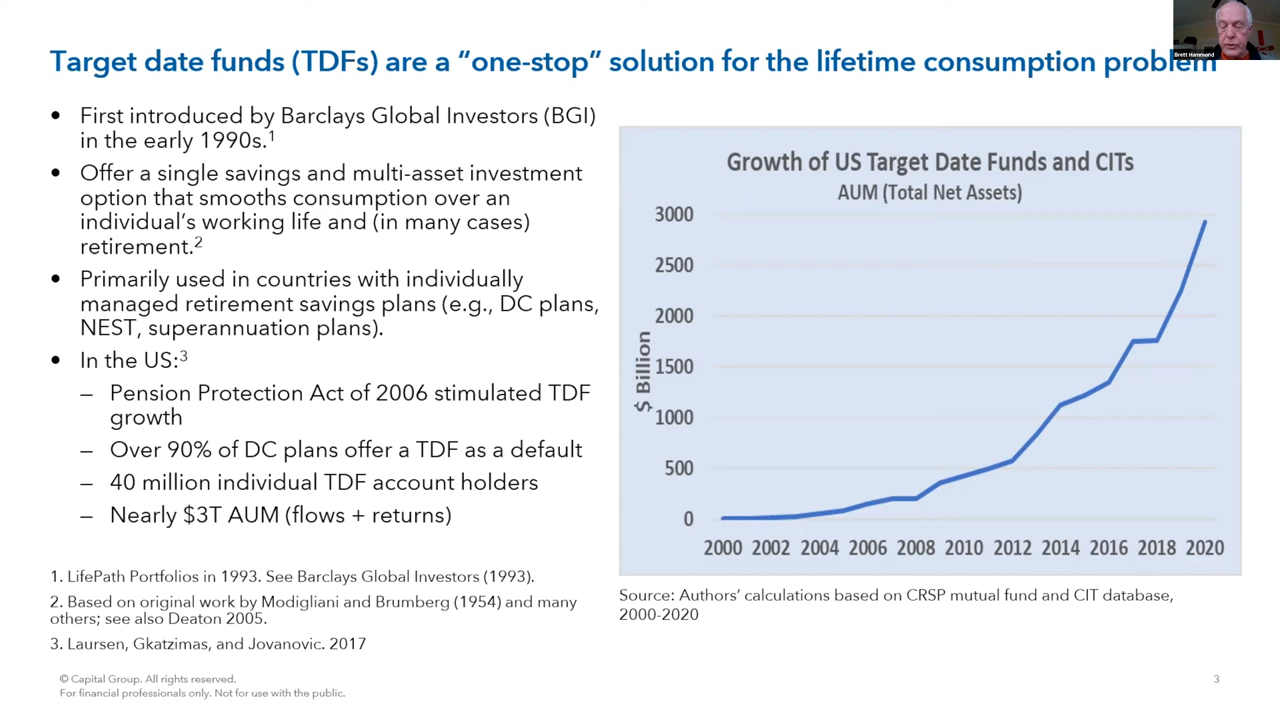 Brett Hammond
Target date funds (TDFs) are a “one-stop” solution for the lifetime consumption problem
• First introduced by Barclays Global Investors (BGI)
in the early 1990s.1
• Offer a single savings and multi-asset investment
option that smooths consumption over an
individual’s working life and (in many cases)
retirement.2
• Primarily used in countries with individually
managed retirement savings plans (e.g., DC plans,
NEST, superannuation plans).
• In the US:3
– Pension Protection Act of 2006 stimulated TDF
growth
– Over 90% of DC plans offer a TDF as a default
– 40 million individual TDF account holders
– Nearly $3T AUM (flows + returns)
1. LifePath Portfolios in 1993. See Barclays Global Investors (1993).
2. Based on original work by Modigliani and Brumberg (1954) and many
others; see also Deaton 2005.
3. Laursen, Gkatzimas, and Jovanovic. 2017
Growth of US Target Date Funds and CITs
AUM (Total Net Assets)
$ Billion
3000
2500
2000
1500
1000
500
0
2000 2002 2004 2006 2008 2010 2012 2014 2016 2018 2020
Source: Authors’ calculations based on CRSP mutual fund and CIT database,
2000-2020
© Capital Group. All rights reserved.
For financial professionals only. Not for use with the public.
3